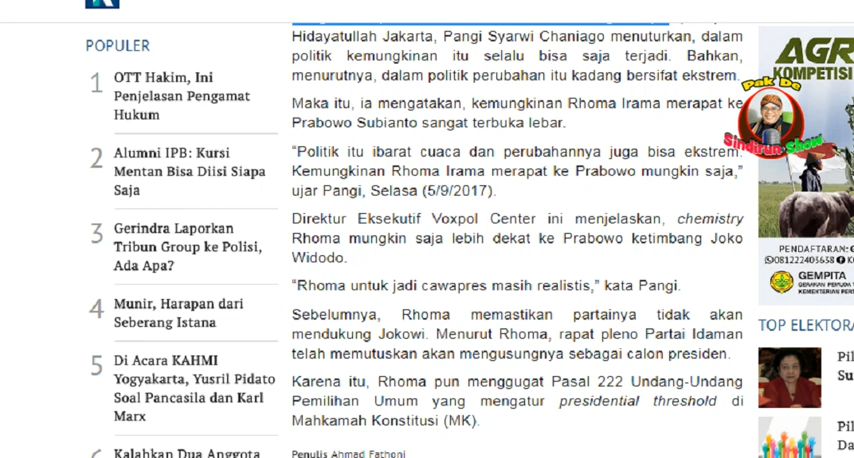 POPULER
1
OTT Hakim, Ini
Penjelasan Pengamat
Hukum
2
Alumni IPB: Kursi
Mentan Bisa Diisi Siapa
Saja
3
Gerindra Laporkan
Tribun Group ke Polisi,
Ada Apa?
4
Munir, Harapan dari
Seberang Istana
5
Di Acara KAHMI
Yogyakarta, Yusril Pidato
Soal Pancasila dan Karl
Marx
Kalahkan Dua Anggota
Hidayatullah Jakarta, Pangi Syarwi Chaniago menuturkan, dalam
politik kemungkinan itu selalu bisa saja terjadi. Bahkan,
menurutnya, dalam politik perubahan itu kadang bersifat ekstrem.
Maka itu, ia mengatakan, kemungkinan Rhoma Irama merapat ke
Prabowo Subianto sangat terbuka lebar.
“Politik itu ibarat cuaca dan perubahannya juga bisa ekstrem.
Kemungkinan Rhoma Irama merapat ke Prabowo mungkin saja,”
ujar Pangi, Selasa (5/9/2017).
Direktur Eksekutif Voxpol Center ini menjelaskan, chemistry
Rhoma mungkin saja lebih dekat ke Prabowo ketimbang Joko
Widodo.
“Rhoma untuk jadi cawapres masih realistis,” kata Pangi.
Sebelumnya, Rhoma memastikan partainya tidak akan
mendukung Jokowi. Menurut Rhoma, rapat pleno Partai Idaman
telah memutuskan akan mengusungnya sebagai calon presiden.
Karena itu, Rhoma pun menggugat Pasal 222 Undang-Undang
Pemilihan Umum yang mengatur presidential threshold di
Mahkamah Konstitusi (MK).
Penulis Ahmad Fathoni
AGR
KOMPETISI
Pak De
Sindirun Show
PENDAFTARAN:
081222405638
GEMPITA
TOP ELEKTORA
Pil
Su
Pil
Da